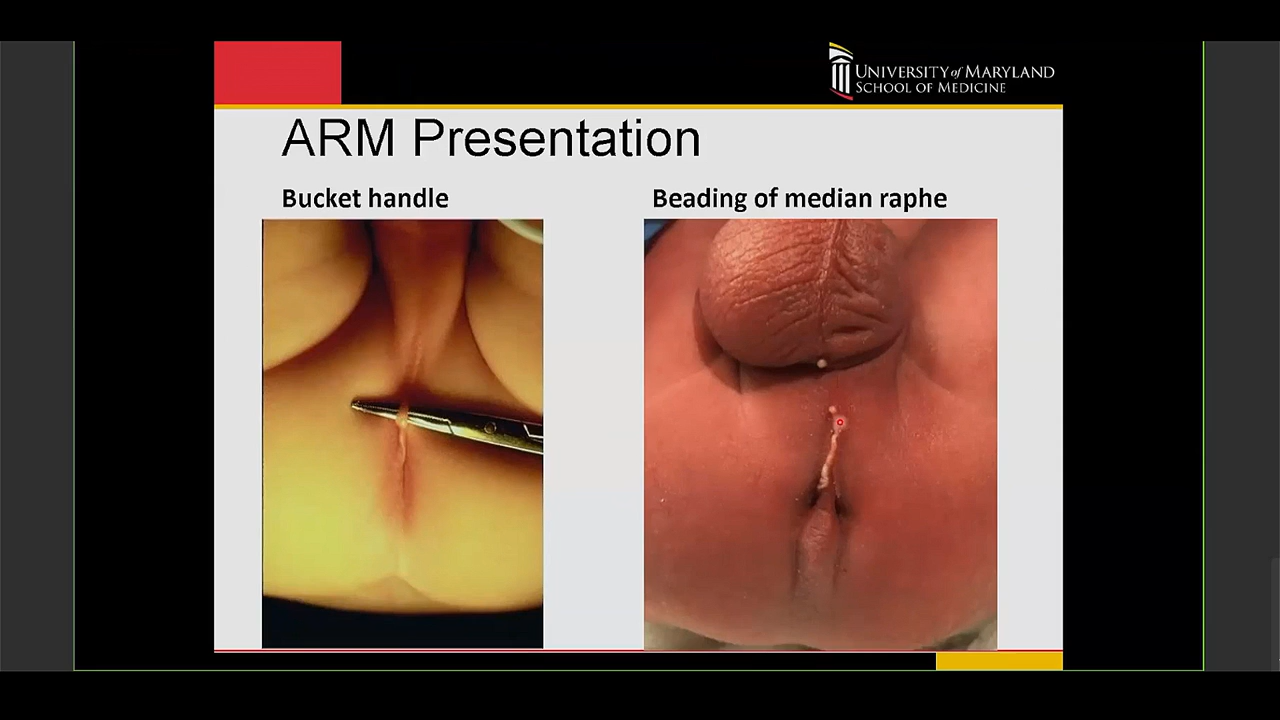 UNIVERSITY of MARYLAND
SCHOOL OF MEDICINE
ARM Presentation
Bucket handle
Beading of median raphe